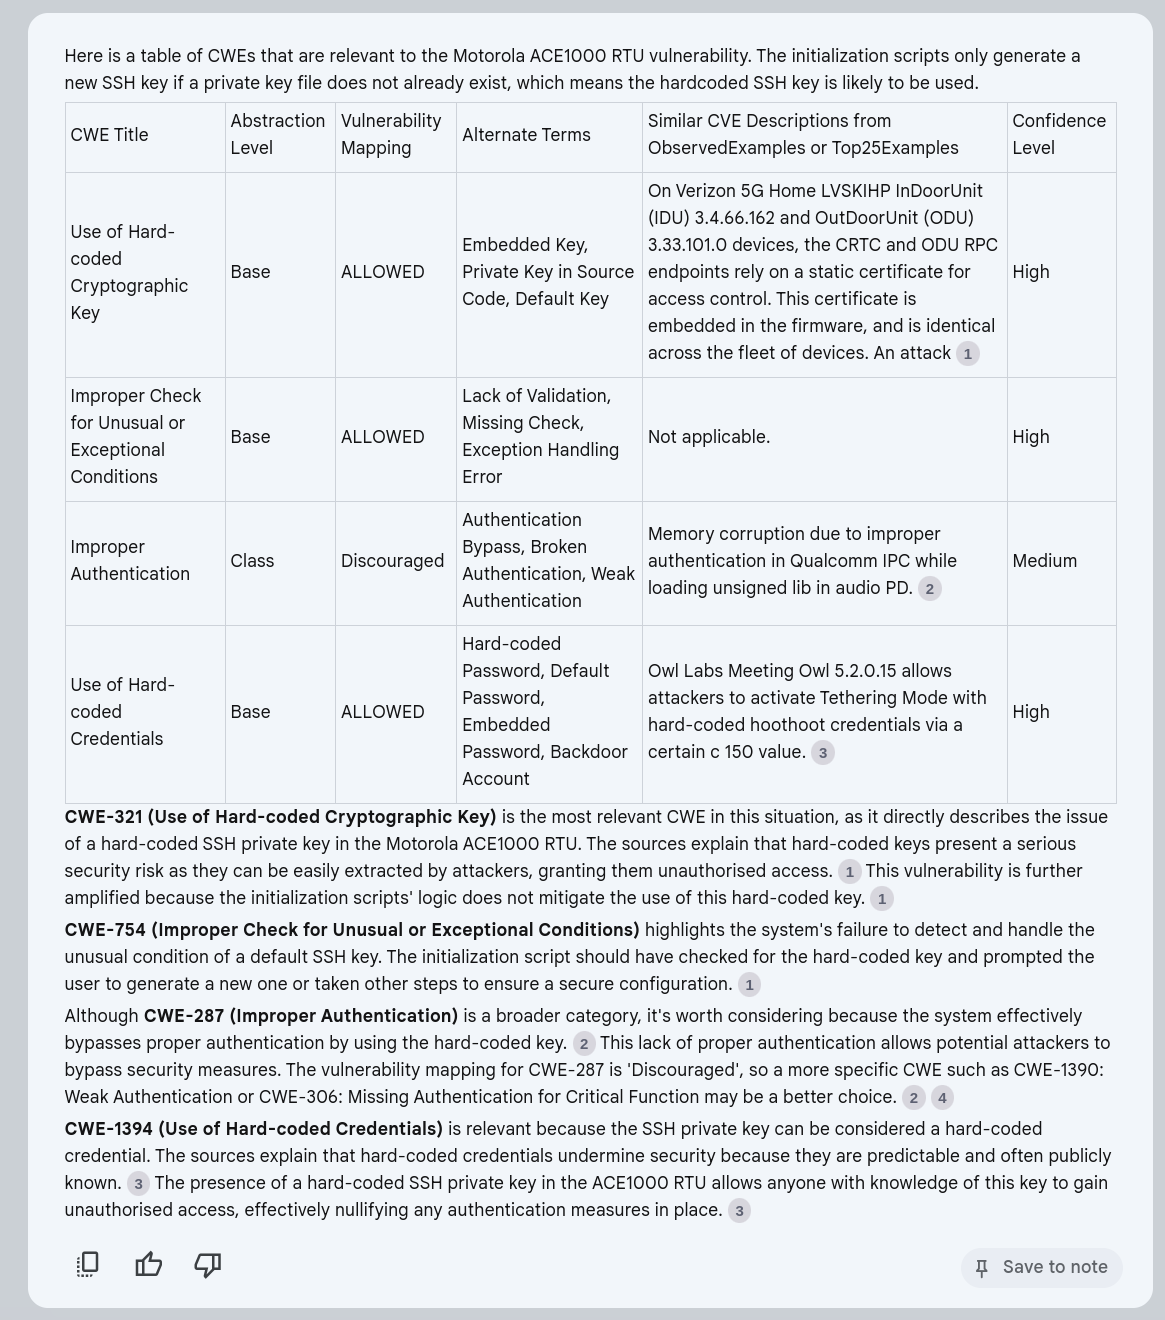 Here is a table of CWEs that are relevant to the Motorola ACE1000 RTU vulnerability. The initialization scripts only generate a
new SSH key if a private key file does not already exist, which means the hardcoded SSH key is likely to be used.
CWE Title
Abstraction
Level
Vulnerability
Mapping
Alternate Terms
Similar CVE Descriptions from
ObservedExamples or Top25Examples
Confidence
Level
Use of Hard-
coded
Cryptographic
Key
Base
ALLOWED
Embedded Key,
Private Key in Source
Code, Default Key
On Verizon 5G Home LVSKIHP InDoorUnit
(IDU) 3.4.66.162 and OutDoorUnit (ODU)
3.33.101.0 devices, the CRTC and ODU RPC
endpoints rely on a static certificate for
access control. This certificate is
embedded in the firmware, and is identical
across the fleet of devices. An attack 1
High
Improper Check
for Unusual or
Exceptional
Conditions
Base
ALLOWED
Lack of Validation,
Missing Check,
Exception Handling
Error
Not applicable.
High
Improper
Authentication
Class
Discouraged
Authentication
Bypass, Broken
Authentication, Weak
Authentication
Memory corruption due to improper
authentication in Qualcomm IPC while
loading unsigned lib in audio PD. 2
Medium
Use of Hard-
coded
Credentials
Base
ALLOWED
Hard-coded
Password, Default
Password,
Embedded
Password, Backdoor
Account
Owl Labs Meeting Owl 5.2.0.15 allows
attackers to activate Tethering Mode with
hard-coded hoothoot credentials via a
certain c 150 value. 3
High
CWE-321 (Use of Hard-coded Cryptographic Key) is the most relevant CWE in this situation, as it directly describes the issue
of a hard-coded SSH private key in the Motorola ACE1000 RTU. The sources explain that hard-coded keys present a serious
security risk as they can be easily extracted by attackers, granting them unauthorised access. 1 This vulnerability is further
amplified because the initialization scripts' logic does not mitigate the use of this hard-coded key. 1
CWE-754 (Improper Check for Unusual or Exceptional Conditions) highlights the system's failure to detect and handle the
unusual condition of a default SSH key. The initialization script should have checked for the hard-coded key and prompted the
user to generate a new one or taken other steps to ensure a secure configuration. 1
Although CWE-287 (Improper Authentication) is a broader category, it's worth considering because the system effectively
bypasses proper authentication by using the hard-coded key. 2 This lack of proper authentication allows potential attackers to
bypass security measures. The vulnerability mapping for CWE-287 is 'Discouraged', so a more specific CWE such as CWE-1390:
Weak Authentication or CWE-306: Missing Authentication for Critical Function may be a better choice. 2 4
CWE-1394 (Use of Hard-coded Credentials) is relevant because the SSH private key can be considered a hard-coded
credential. The sources explain that hard-coded credentials undermine security because they are predictable and often publicly
known. 3 The presence of a hard-coded SSH private key in the ACE1000 RTU allows anyone with knowledge of this key to gain
unauthorised access, effectively nullifying any authentication measures in place. 3
Save to note